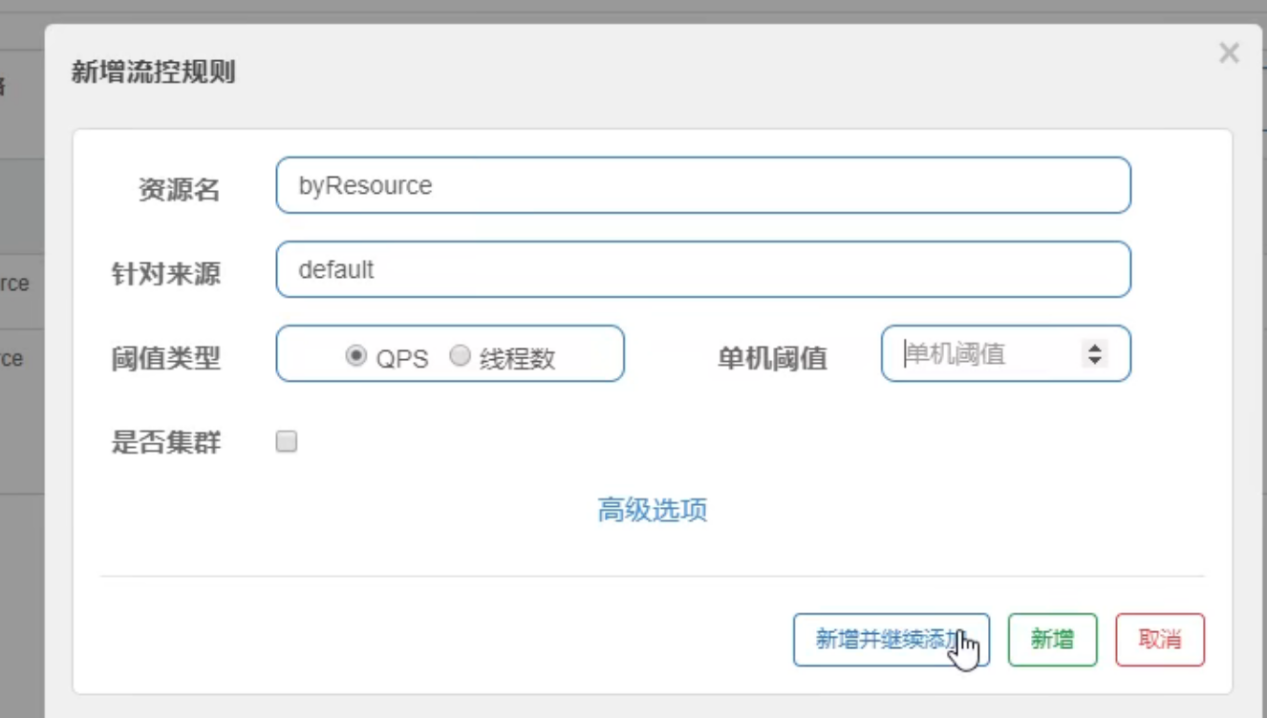 新增流控规则
×
资源名 byResource
针对来源 default
rce
阈值类型 QPS 线程数 单机阈值 单机阈值
ce
是否集群
高级选项
新增并继续添加 新增 取消